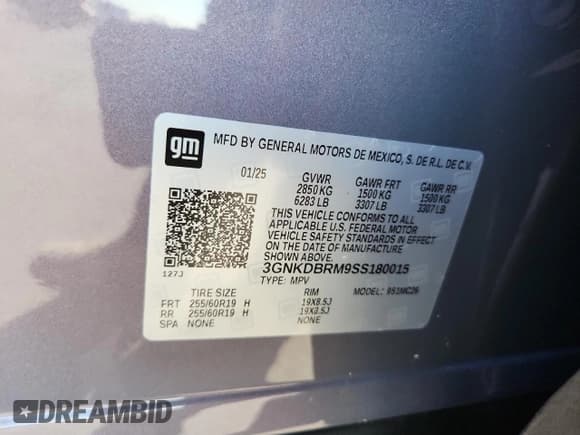 gm
MFD BY GENERAL MOTORS DE MEXICO, S. DE R.L. DE C.V.
01/25 GVWR GAWR FRT GAWR RR
2850 KG 1500 KG 1500 KG
6283 LB 3307 LB 3307 LB
THIS VEHICLE CONFORMS TO ALL
APPLICABLE U.S. FEDERAL MOTOR
VEHICLE SAFETY STANDARDS IN EFFECT
ON THE DATE OF MANUFACTURE
SHOWN ABOVE.
3GNKDBRM9SS180015
127J TYPE: MPV MODEL:
TIRE SIZE RIM
FRT 255/60R19 H 19X8.5J
RR 255/60R19 H 19X8.5J
SPA NONE NONE
DREAMBID